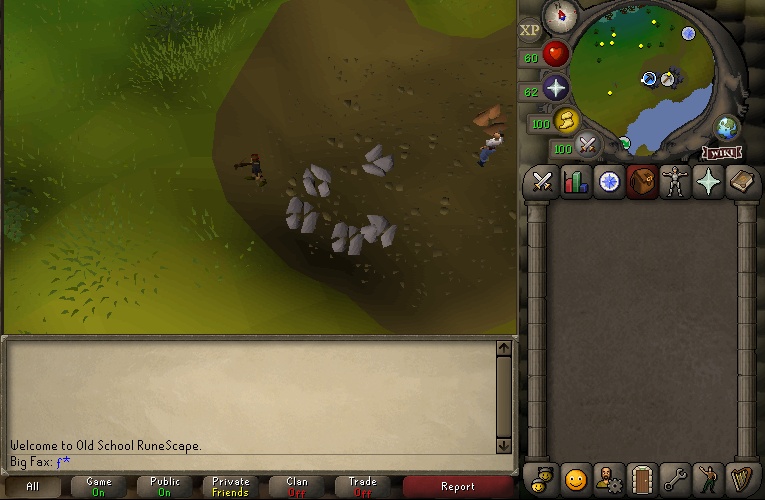 XP
60
62
100
100
WIKI
Welcome to Old School RuneScape.
Big Fax: f*
All
Game
On
Public
On
Private
Friends
Clan
Off
Trade
Off
Report